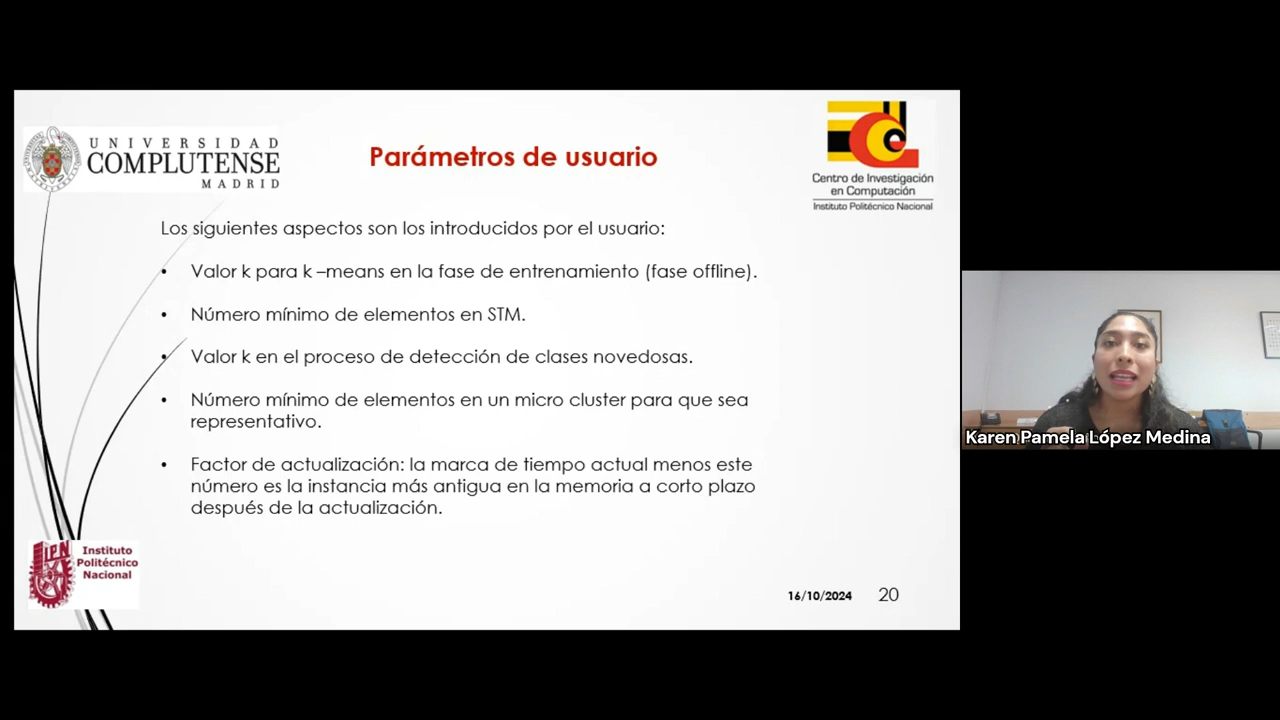 UNIVERSIDAD
COMPLUTENSE
MADRID
Parámetros de usuario
Centro de Investigación
en Computación
Instituto Politécnico Nacional
Los siguientes aspectos son los introducidos por el usuario:
• Valor k para k –means en la fase de entrenamiento (fase offline).
• Número mínimo de elementos en STM.
• Valor k en el proceso de detección de clases novedosas.
• Número mínimo de elementos en un micro cluster para que sea
representativo.
• Factor de actualización: la marca de tiempo actual menos este
número es la instancia más antigua en la memoria a corto plazo
después de la actualización.
I.P.N
Instituto
Politécnico
Nacional
16/10/2024
20
Karen Pamela López Medina